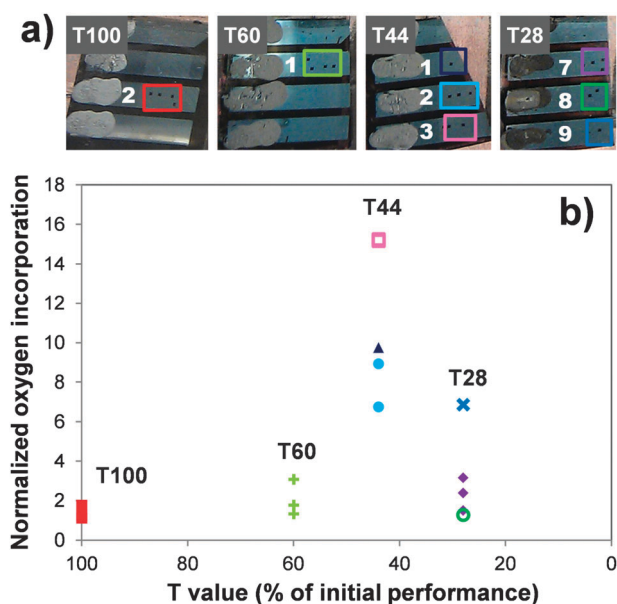 a) T100 T60 T44 T28
1 1 7
2 2 8
3 9
b)
18
16
14
12
10
8
6
4
2
0
T44
T28
T60
T100
100 80 60 40 20 0
Normalized oxygen incorporation
T value (% of initial performance)